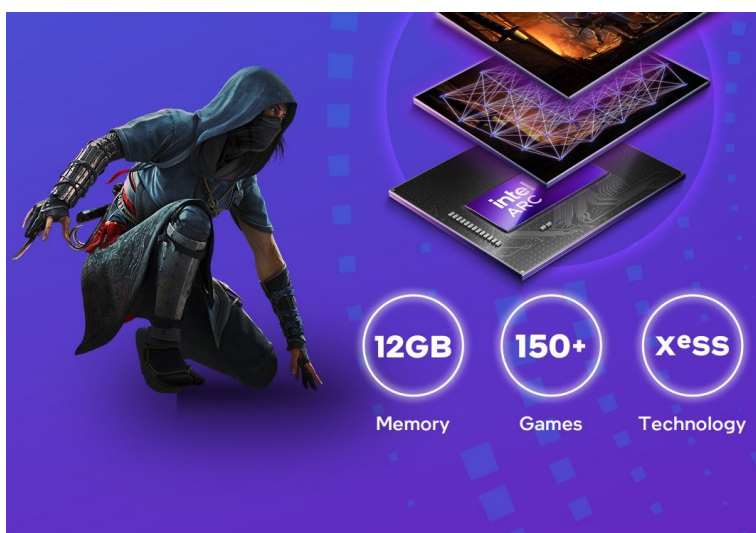 intel
ARC
12GB
150+
XeSS
Memory
Games
Technology